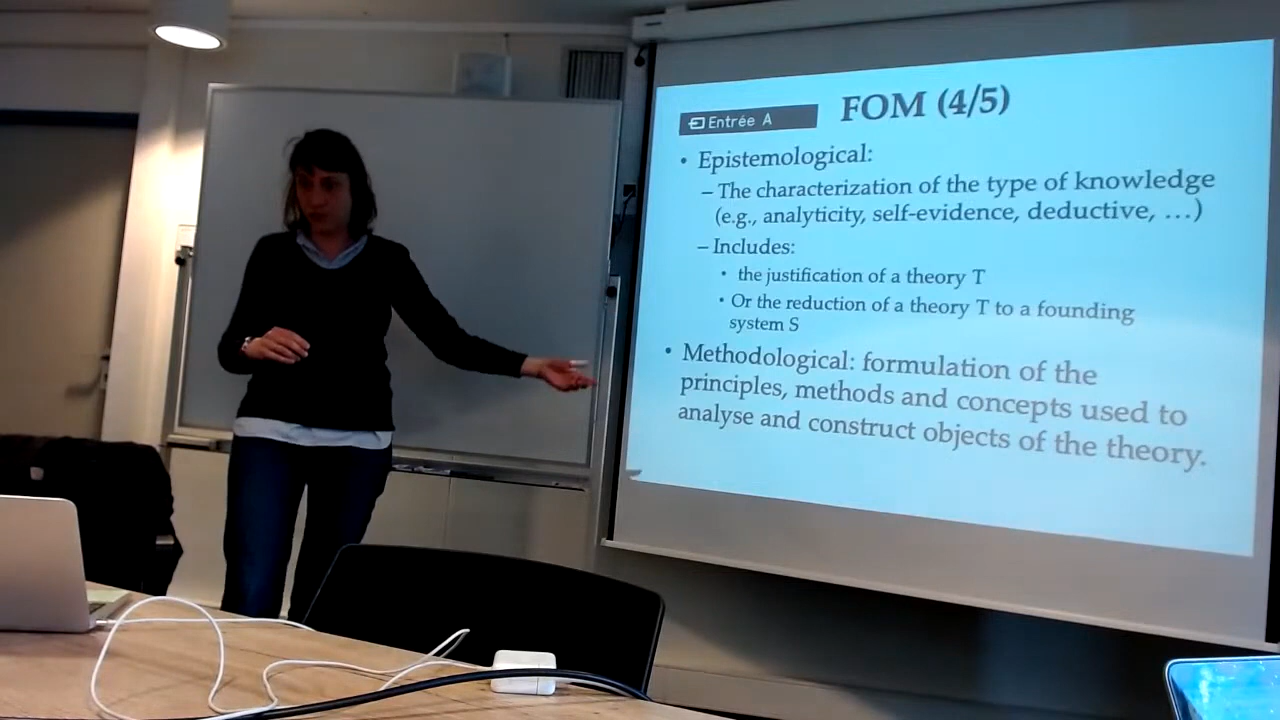 FOM (4/5)
Entrée A
• Epistemological:
– The characterization of the type of knowledge
(e.g., analyticity, self-evidence, deductive, …)
– Includes:
• the justification of a theory T
• Or the reduction of a theory T to a founding
system S
• Methodological: formulation of the
principles, methods and concepts used to
analyse and construct objects of the theory.